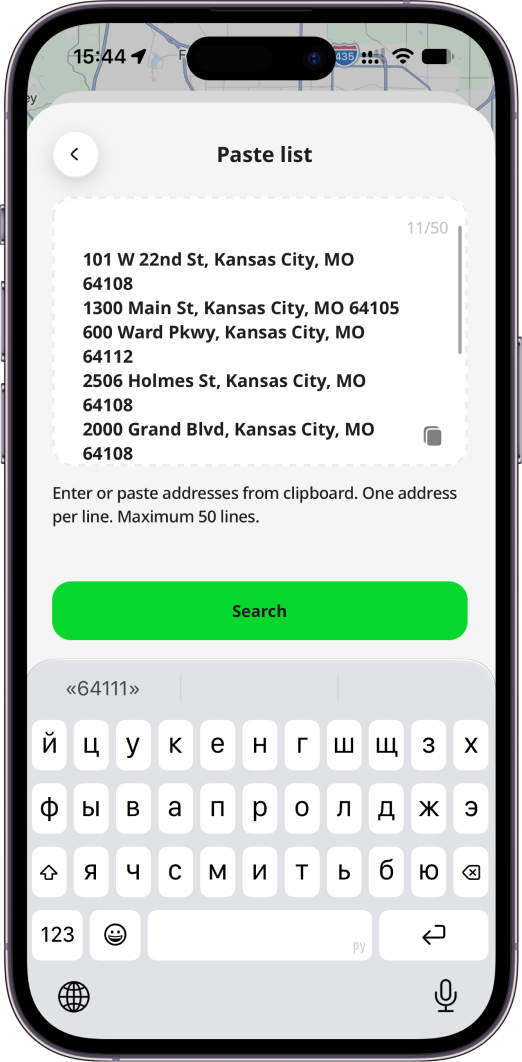 15:44
F
435
ey
Paste list
11/50
101 W 22nd St, Kansas City, MO
64108
1300 Main St, Kansas City, MO 64105
600 Ward Pkwy, Kansas City, MO
64112
2506 Holmes St, Kansas City, MO
64108
2000 Grand Blvd, Kansas City, MO
64108
Enter or paste addresses from clipboard. One address
per line. Maximum 50 lines.
Search
«64111»
й ц у к е н г ш щ з х
ф ы в а п р о л д ж э
я ч с м и т ь б ю
123
РУ